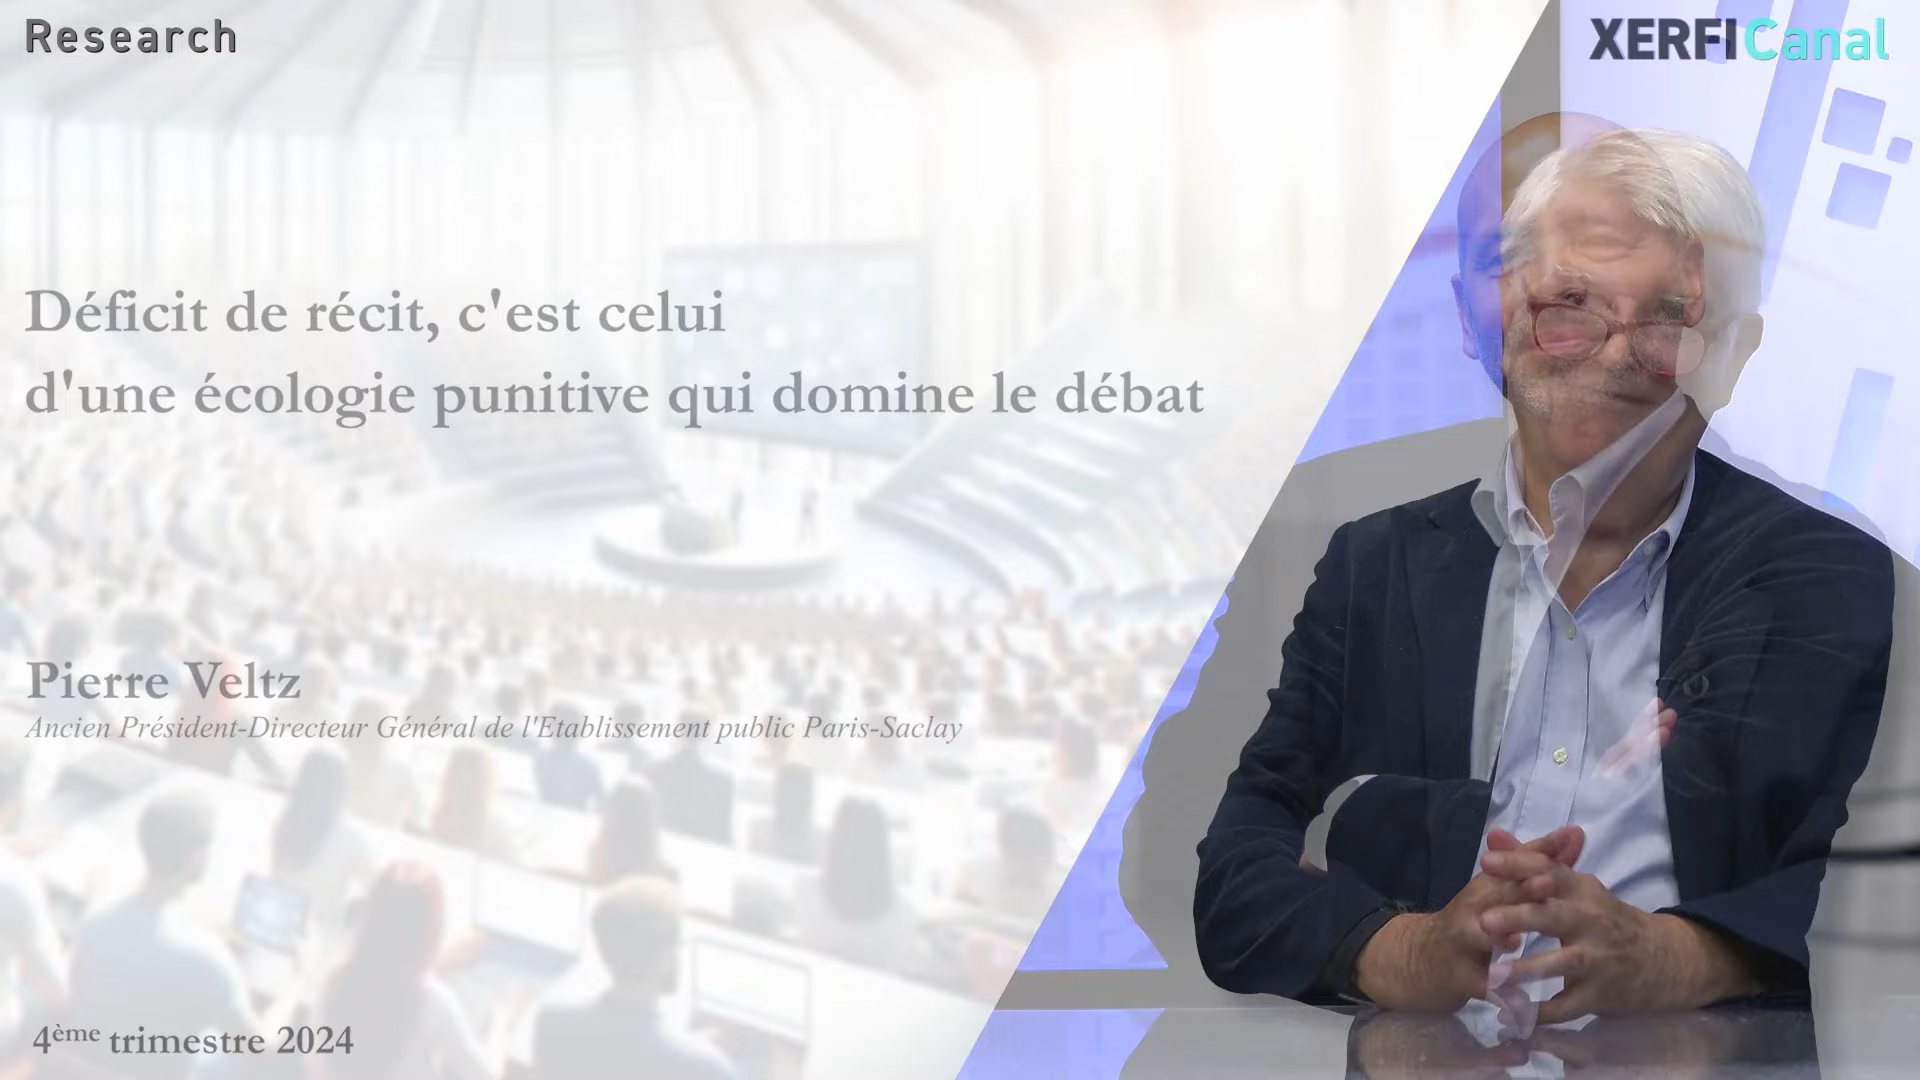 Research
XERFI Canal
Déficit de récit, c'est celui
d'une écologie punitive qui domine le débat
Pierre Veltz
Ancien Président-Directeur Général de l'Etablissement public Paris-Saclay
4ème trimestre 2024